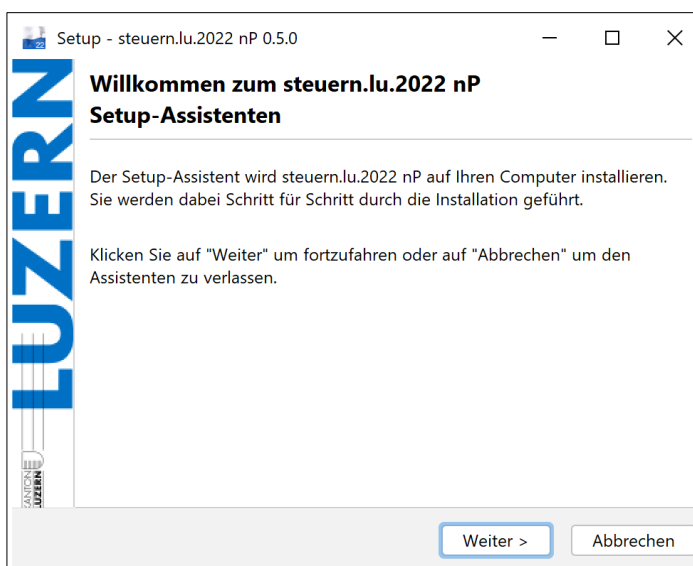 Setup - steuern.lu.2022 nP 0.5.0
Willkommen zum steuern.lu.2022 nP
Setup-Assistenten
Der Setup-Assistent wird steuern.lu.2022 nP auf Ihren Computer installieren.
Sie werden dabei Schritt für Schritt durch die Installation geführt.
Klicken Sie auf "Weiter" um fortzufahren oder auf "Abbrechen" um den
Assistenten zu verlassen.
LUZERN
KANTON
LUZERN
22
Weiter >
Abbrechen